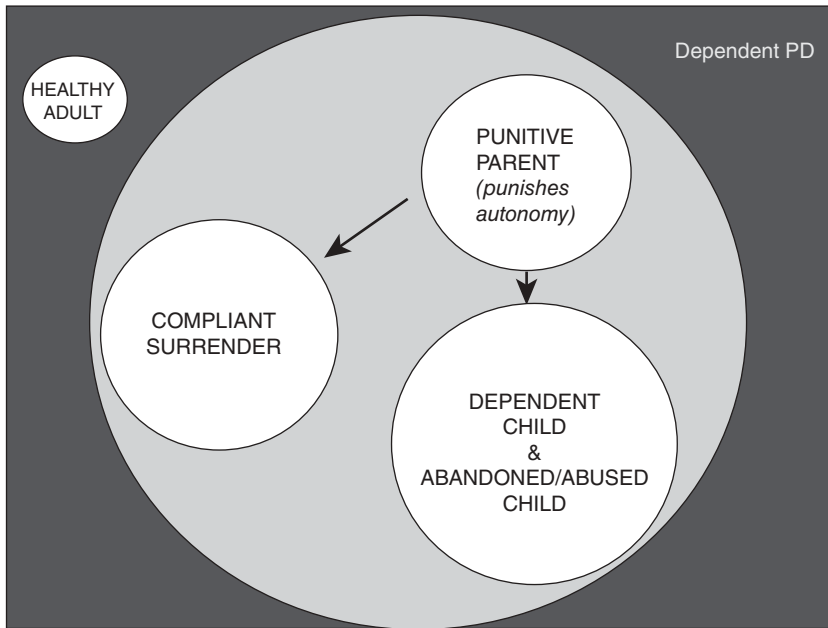 Dependent PD
HEALTHY
ADULT
PUNITIVE
PARENT
(punishes
autonomy)
COMPLIANT
SURRENDER
DEPENDENT
CHILD
&
ABANDONED/ABUSED
CHILD